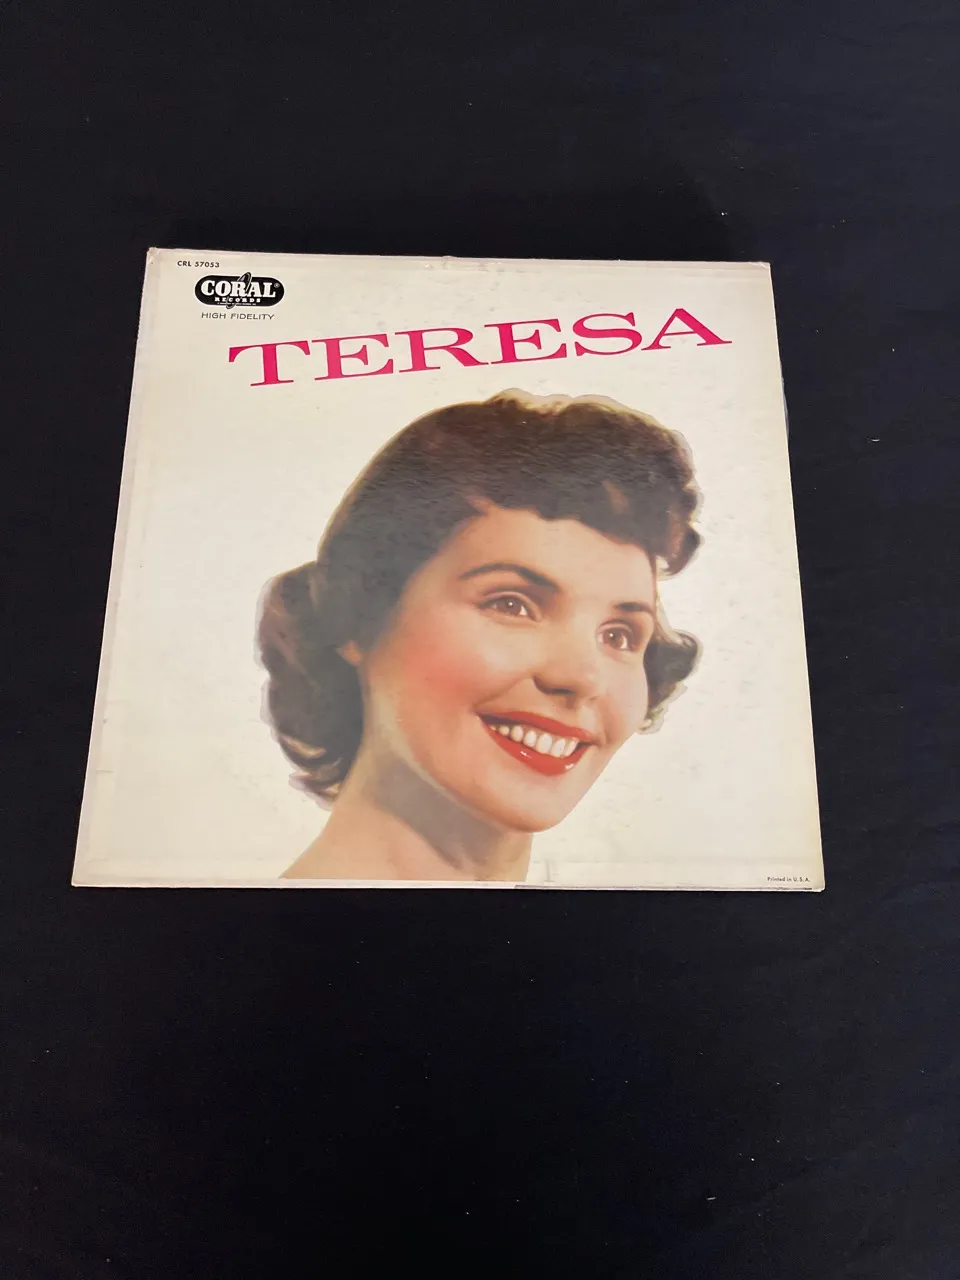 CRL 57053
CORAL®
RECORDS
HIGH FIDELITY
TERESA
Printed in U.S.A.